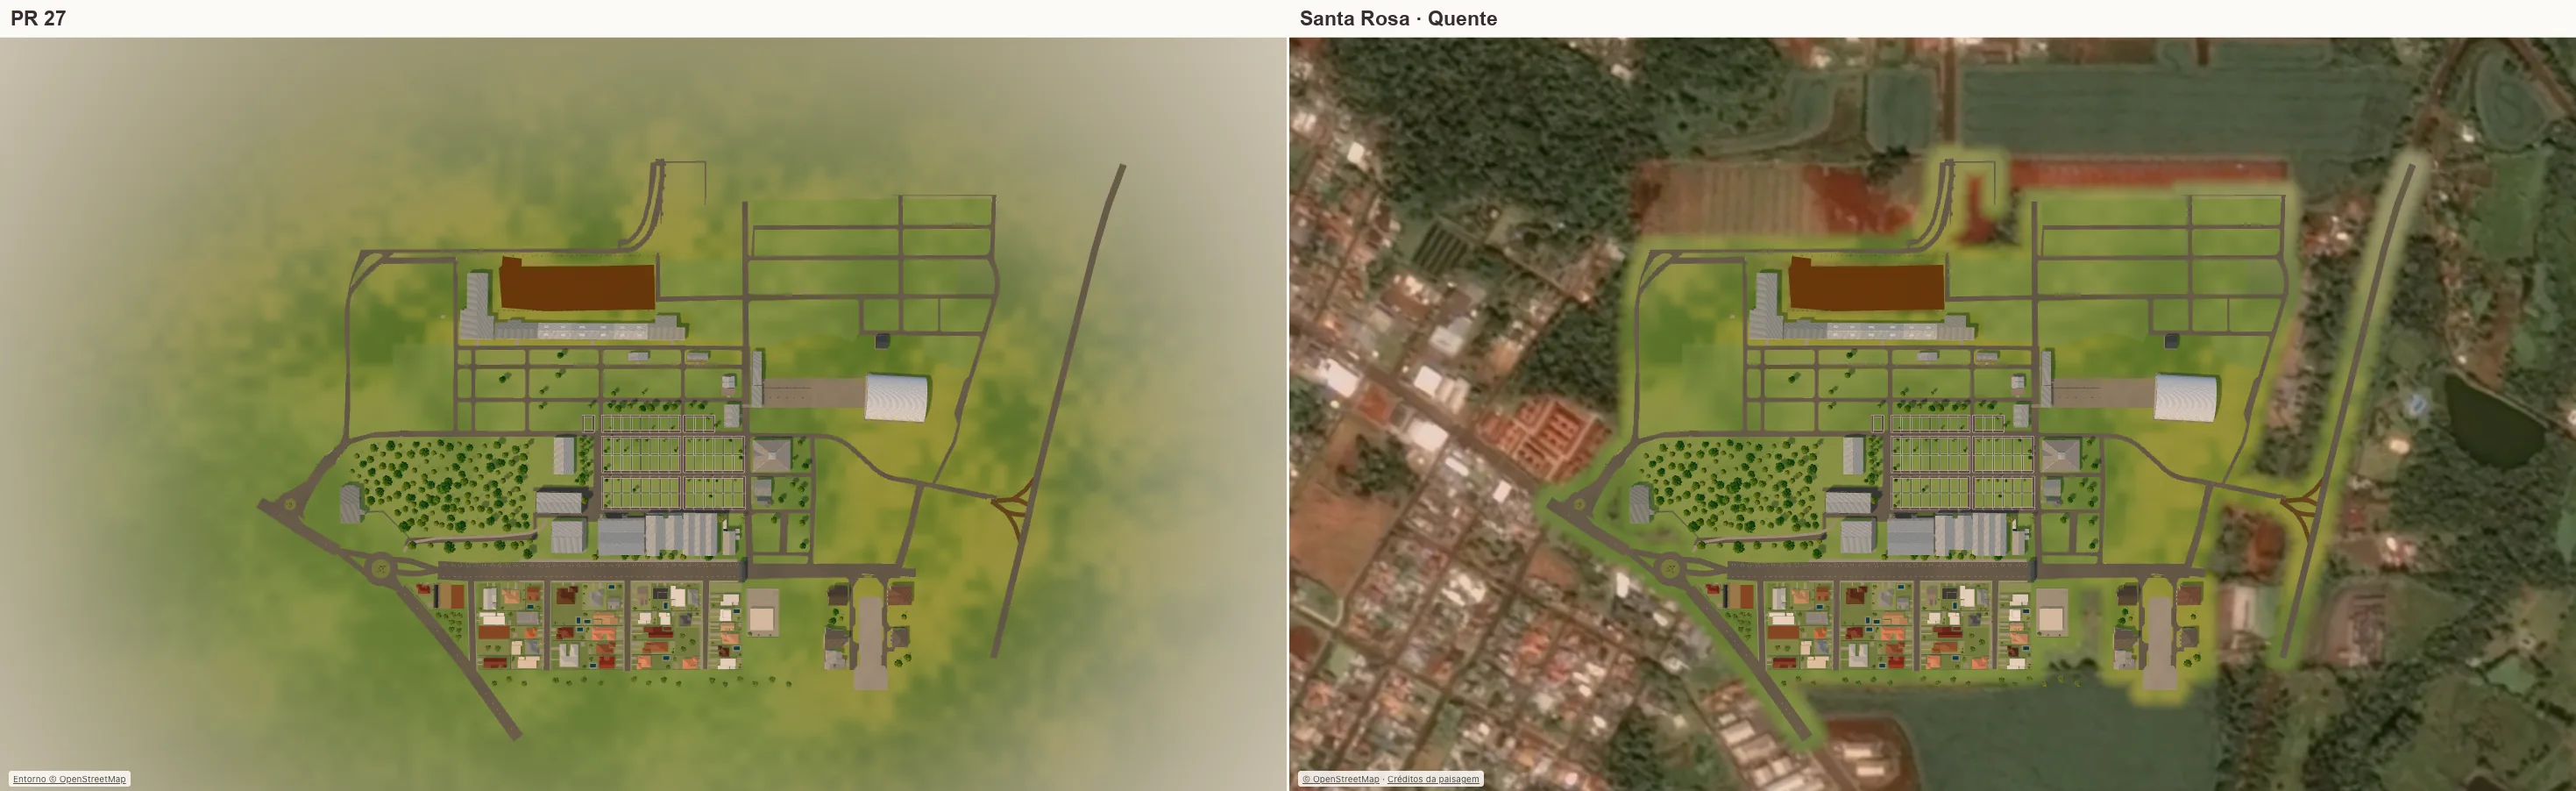 PR 27
Santa Rosa · Quente
Entorno © OpenStreetMap
© OpenStreetMap · Créditos da paisagem